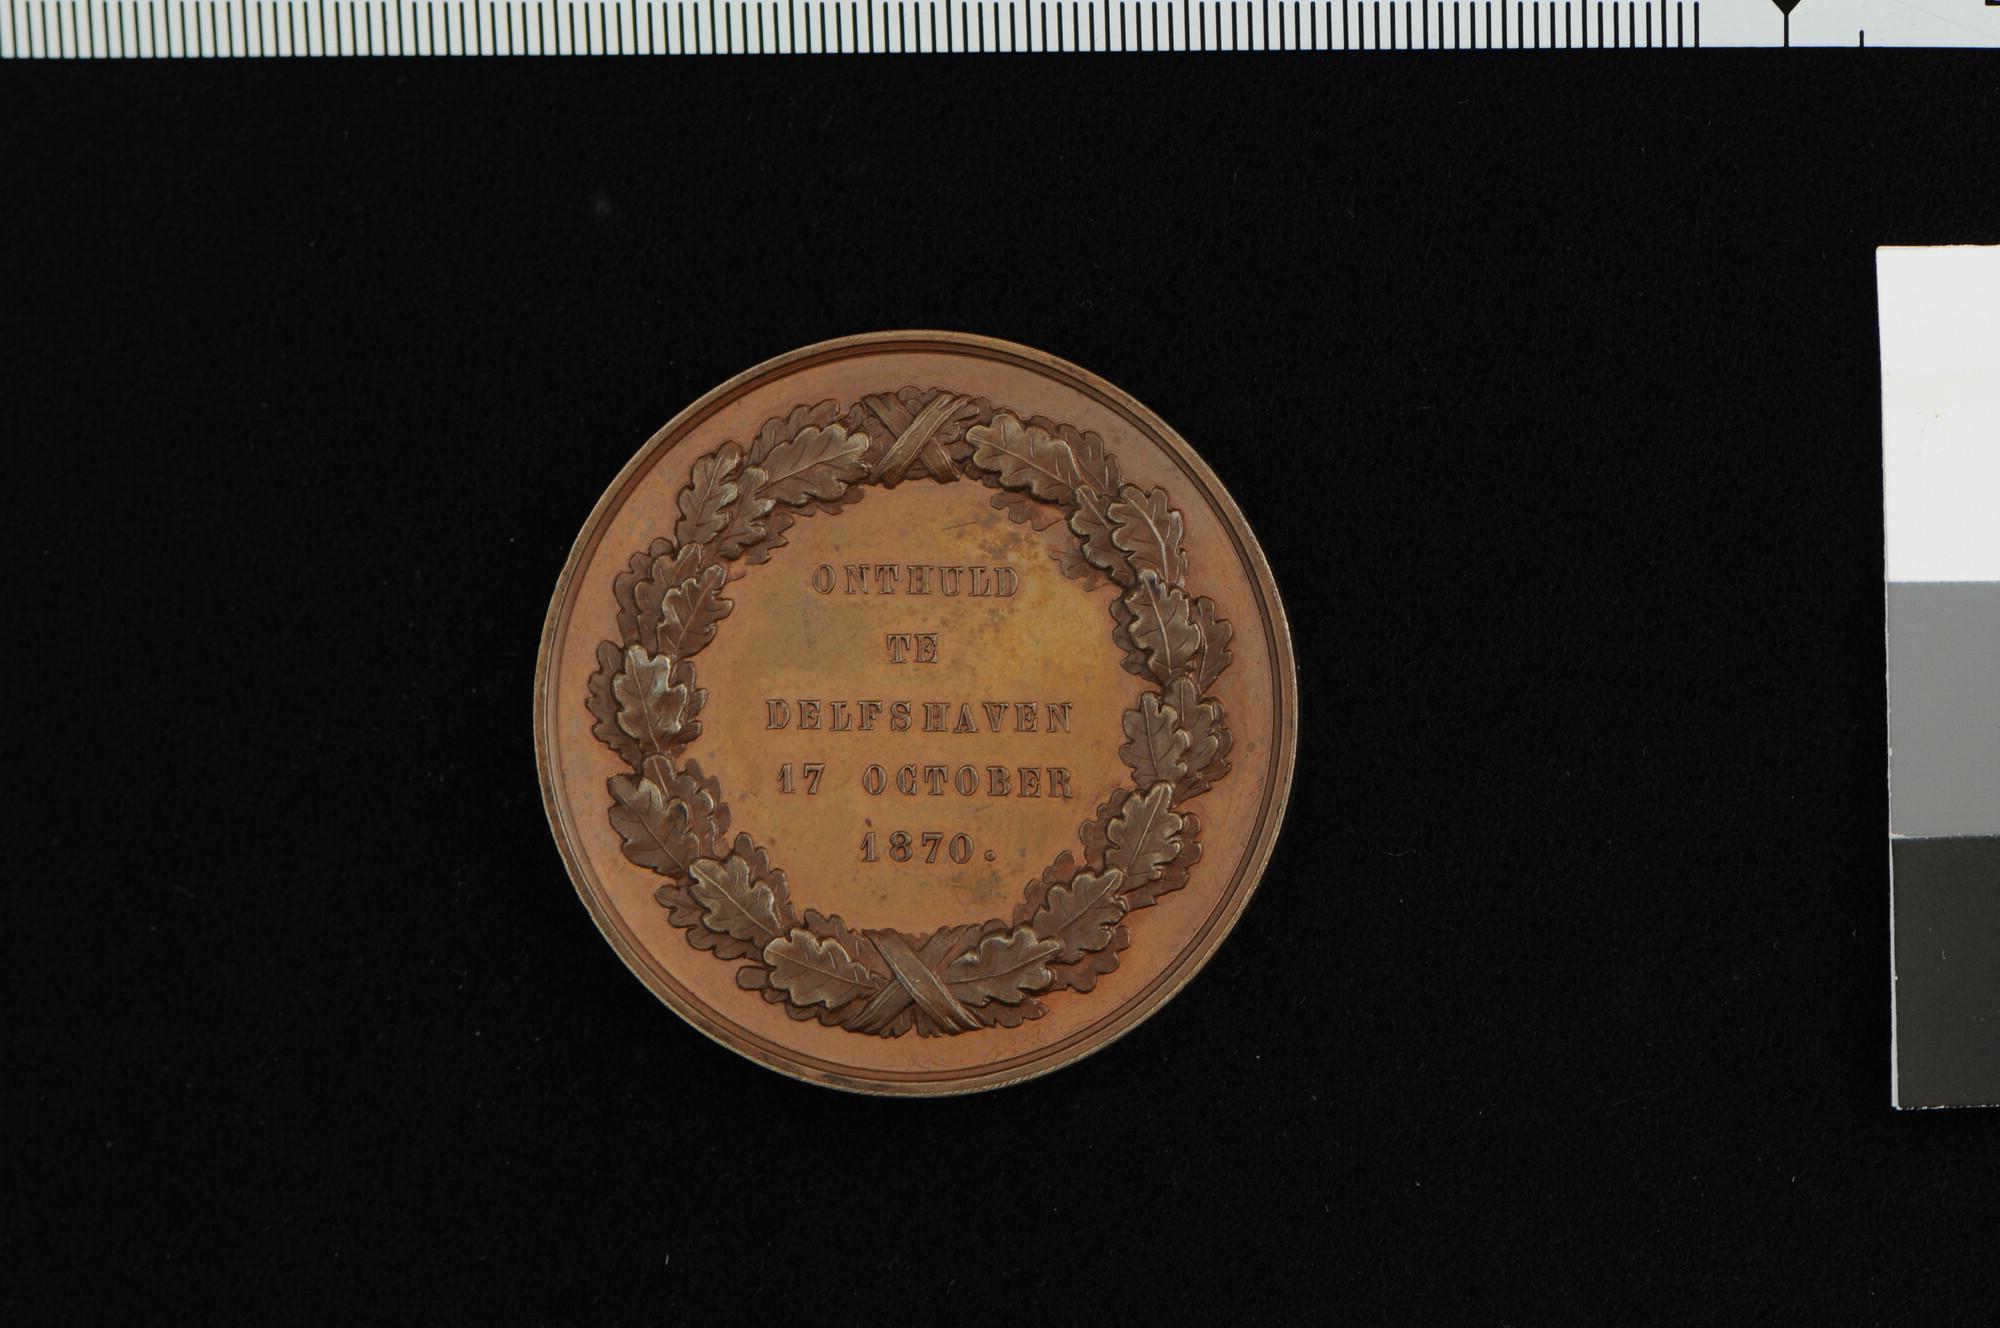 ONTHULD
TE
DELFSHAVEN
17 OCTOBER
1870.